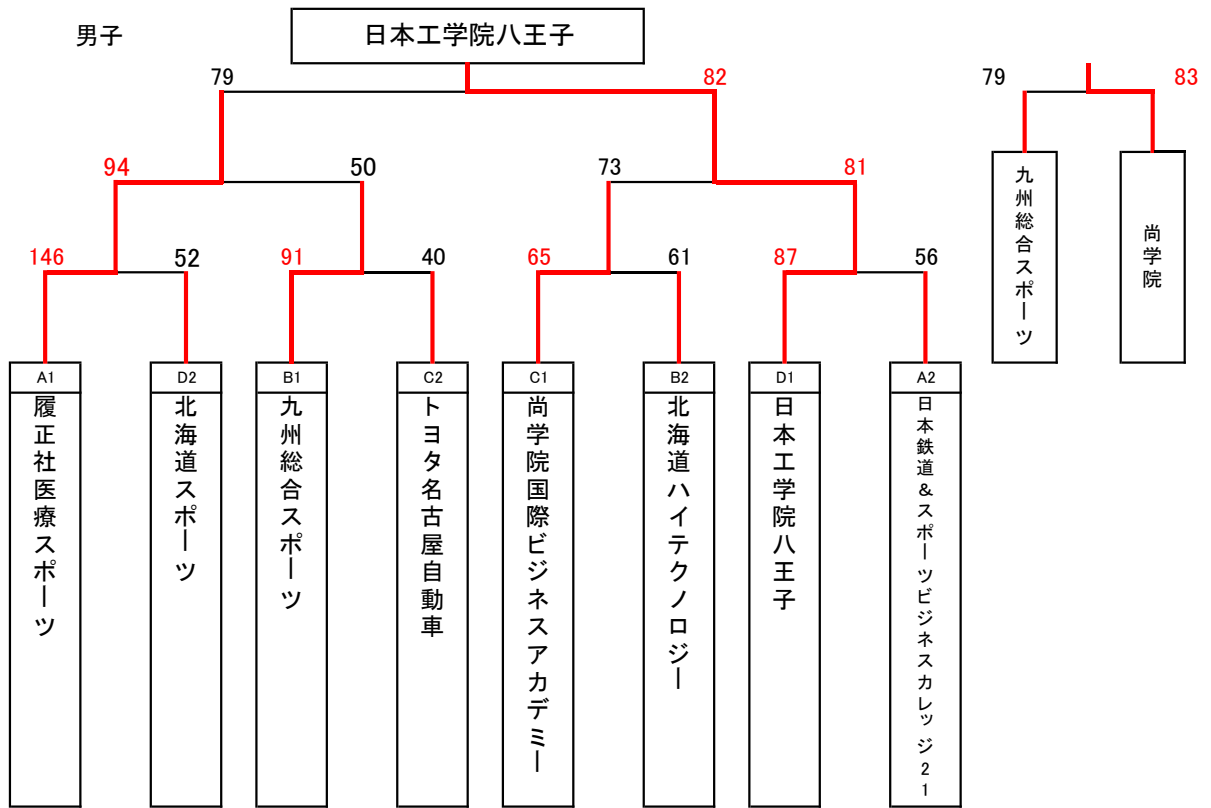 男子
日本工学院八王子
79
82
79
83
94
50
73
81
九州総合スポーツ
尚学院
146
52
91
40
65
61
87
56
A1
D2
B1
C2
C1
B2
D1
A2
履正社医療スポーツ
北海道スポーツ
九州総合スポーツ
トヨタ名古屋自動車
尚学院国際ビジネスアカデミー
北海道ハイテクノロジー
日本工学院八王子
日本鉄道&スポーツビジネスカレッジ21